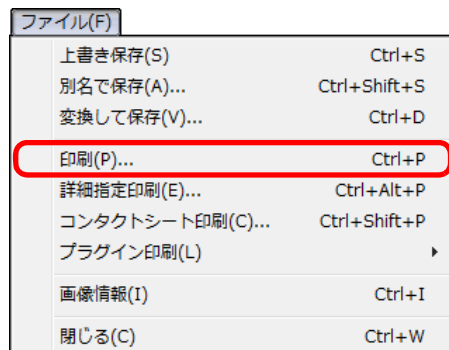 ファイル(F)
上書き保存(S) Ctrl+S
別名で保存(A)... Ctrl+Shift+S
変換して保存(V)... Ctrl+D
印刷(P)... Ctrl+P
詳細指定印刷(E)... Ctrl+Alt+P
コンタクトシート印刷(C)... Ctrl+Shift+P
プラグイン印刷(L)
画像情報(I) Ctrl+I
閉じる(C) Ctrl+W